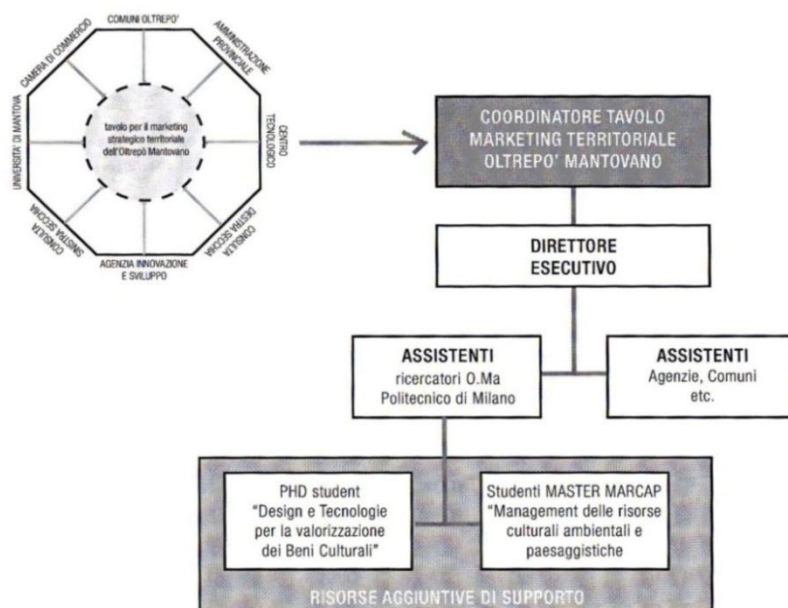 COMUNI OLTREPO'
AMMINISTRAZIONE
PROVINCIALE
CENTRO
TECNOLOGICO
CONSULTA
DESTRA SECCHIA
AGENZIA INNOVAZIONE
E SVILUPPO
CONSULTA
SINISTRA SECCHIA
UNIVERSITA' DI MANTOVA
CAMERA DI COMMERCIO
tavolo per il marketing
strategico territoriale
dell'Oltrepò Mantovano
COORDINATORE TAVOLO
MARKETING TERRITORIALE
OLTREPO' MANTOVANO
DIRETTORE
ESECUTIVO
ASSISTENTI
ricercatori O.Ma
Politecnico di Milano
ASSISTENTI
Agenzie, Comuni
etc.
PHD student
"Design e Tecnologie
per la valorizzazione
dei Beni Culturali"
Studenti MASTER MARCAP
"Management delle risorse
culturali ambientali e
paesaggistiche
RISORSE AGGIUNTIVE DI SUPPORTO